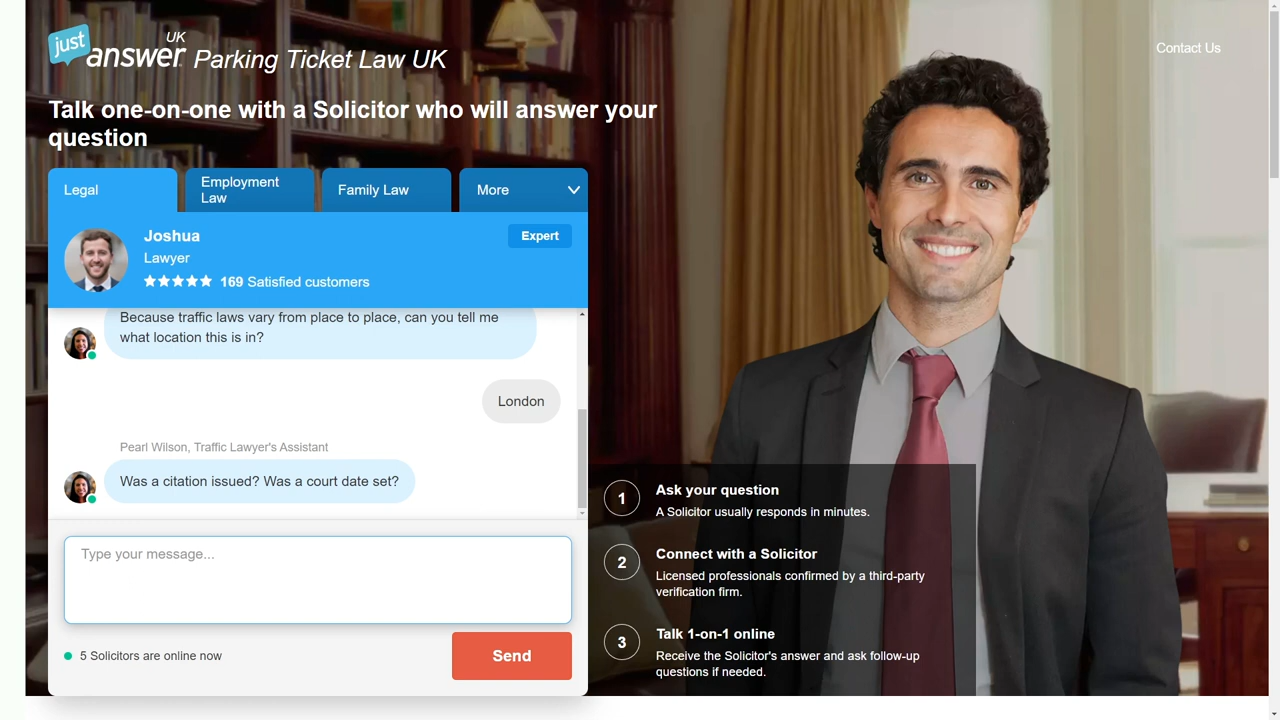 just
UK
answer Parking Ticket Law UK
Contact Us
Talk one-on-one with a Solicitor who will answer your
question
Legal
Employment
Law
Family Law
More
Joshua
Expert
Lawyer
169 Satisfied customers
Because traffic laws vary from place to place, can you tell me
what location this is in?
London
Pearl Wilson, Traffic Lawyer's Assistant
Was a citation issued? Was a court date set?
Type your message...
5 Solicitors are online now
Send
1
Ask your question
A Solicitor usually responds in minutes.
2
Connect with a Solicitor
Licensed professionals confirmed by a third-party
verification firm.
3
Talk 1-on-1 online
Receive the Solicitor's answer and ask follow-up
questions if needed.